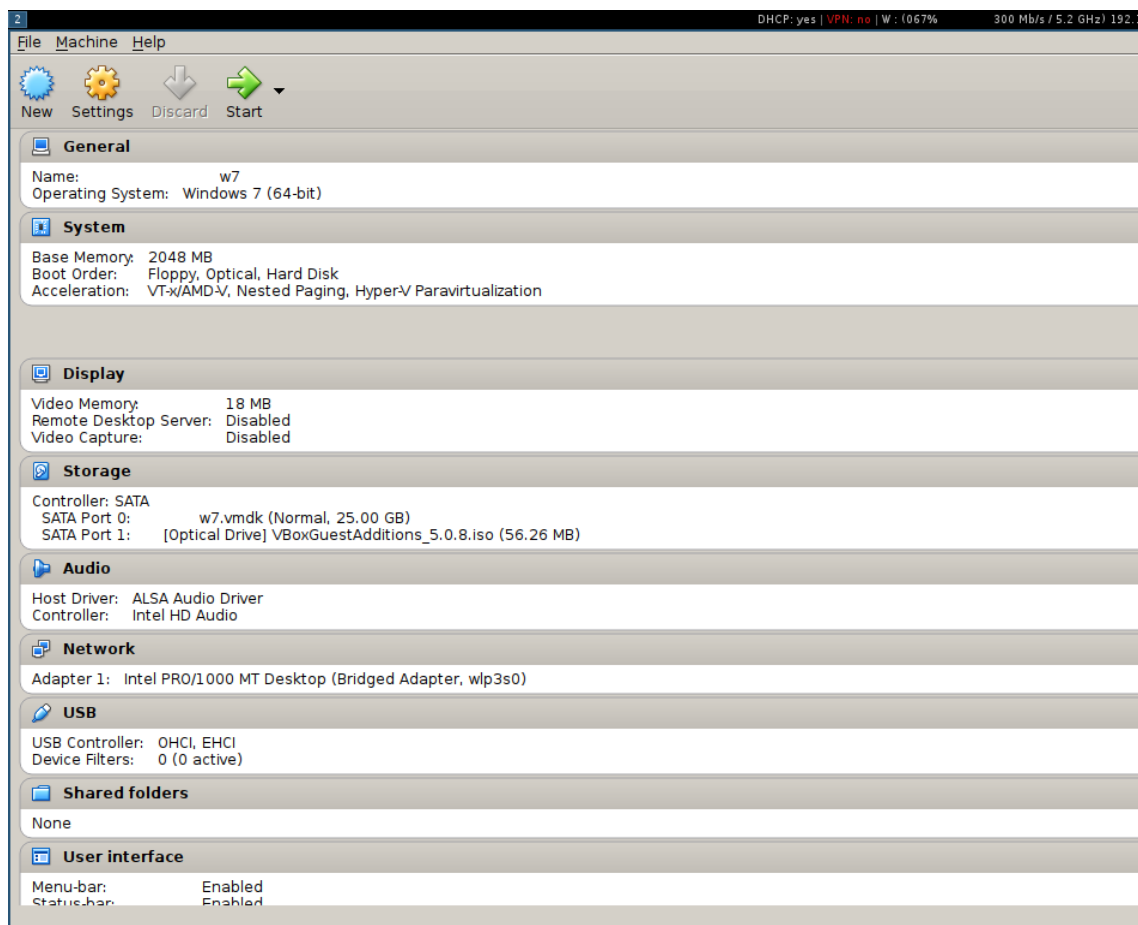 2 DHCP: yes | VPN: no | W : (067% 300 Mb/s / 5.2 GHz) 192.
File Machine Help
New Settings Discard Start
General
Name: w7
Operating System: Windows 7 (64-bit)
System
Base Memory: 2048 MB
Boot Order: Floppy, Optical, Hard Disk
Acceleration: VT-x/AMD-V, Nested Paging, Hyper-V Paravirtualization
Display
Video Memory: 18 MB
Remote Desktop Server: Disabled
Video Capture: Disabled
Storage
Controller: SATA
SATA Port 0: w7.vmdk (Normal, 25.00 GB)
SATA Port 1: [Optical Drive] VBoxGuestAdditions_5.0.8.iso (56.26 MB)
Audio
Host Driver: ALSA Audio Driver
Controller: Intel HD Audio
Network
Adapter 1: Intel PRO/1000 MT Desktop (Bridged Adapter, wlp3s0)
USB
USB Controller: OHCI, EHCI
Device Filters: 0 (0 active)
Shared folders
None
User interface
Menu-bar: Enabled
Status-bar: Enabled